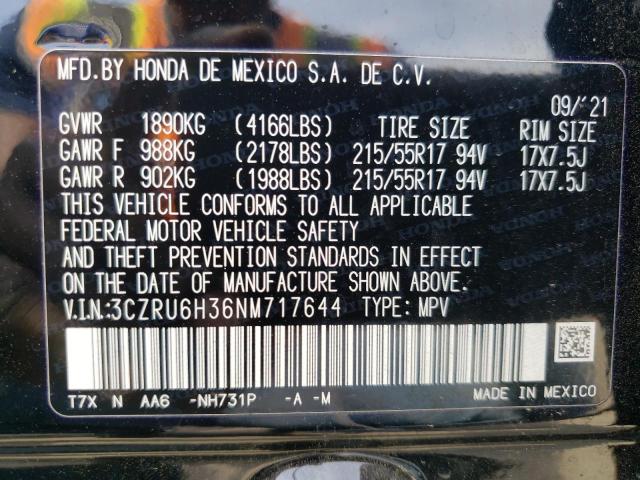 MFD.BY HONDA DE MEXICO S.A. DE C.V.
09/21
GVWR 1890KG (4166LBS) TIRE SIZE RIM SIZE
GAWR F 988KG (2178LBS) 215/55R17 94V 17X7.5J
GAWR R 902KG (1988LBS) 215/55R17 94V 17X7.5J
THIS VEHICLE CONFORMS TO ALL APPLICABLE
FEDERAL MOTOR VEHICLE SAFETY
AND THEFT PREVENTION STANDARDS IN EFFECT
ON THE DATE OF MANUFACTURE SHOWN ABOVE.
V.I.N.:3CZRU6H36NM717644 TYPE: MPV
T7X N AA6 -NH731P -A -M
MADE IN MEXICO